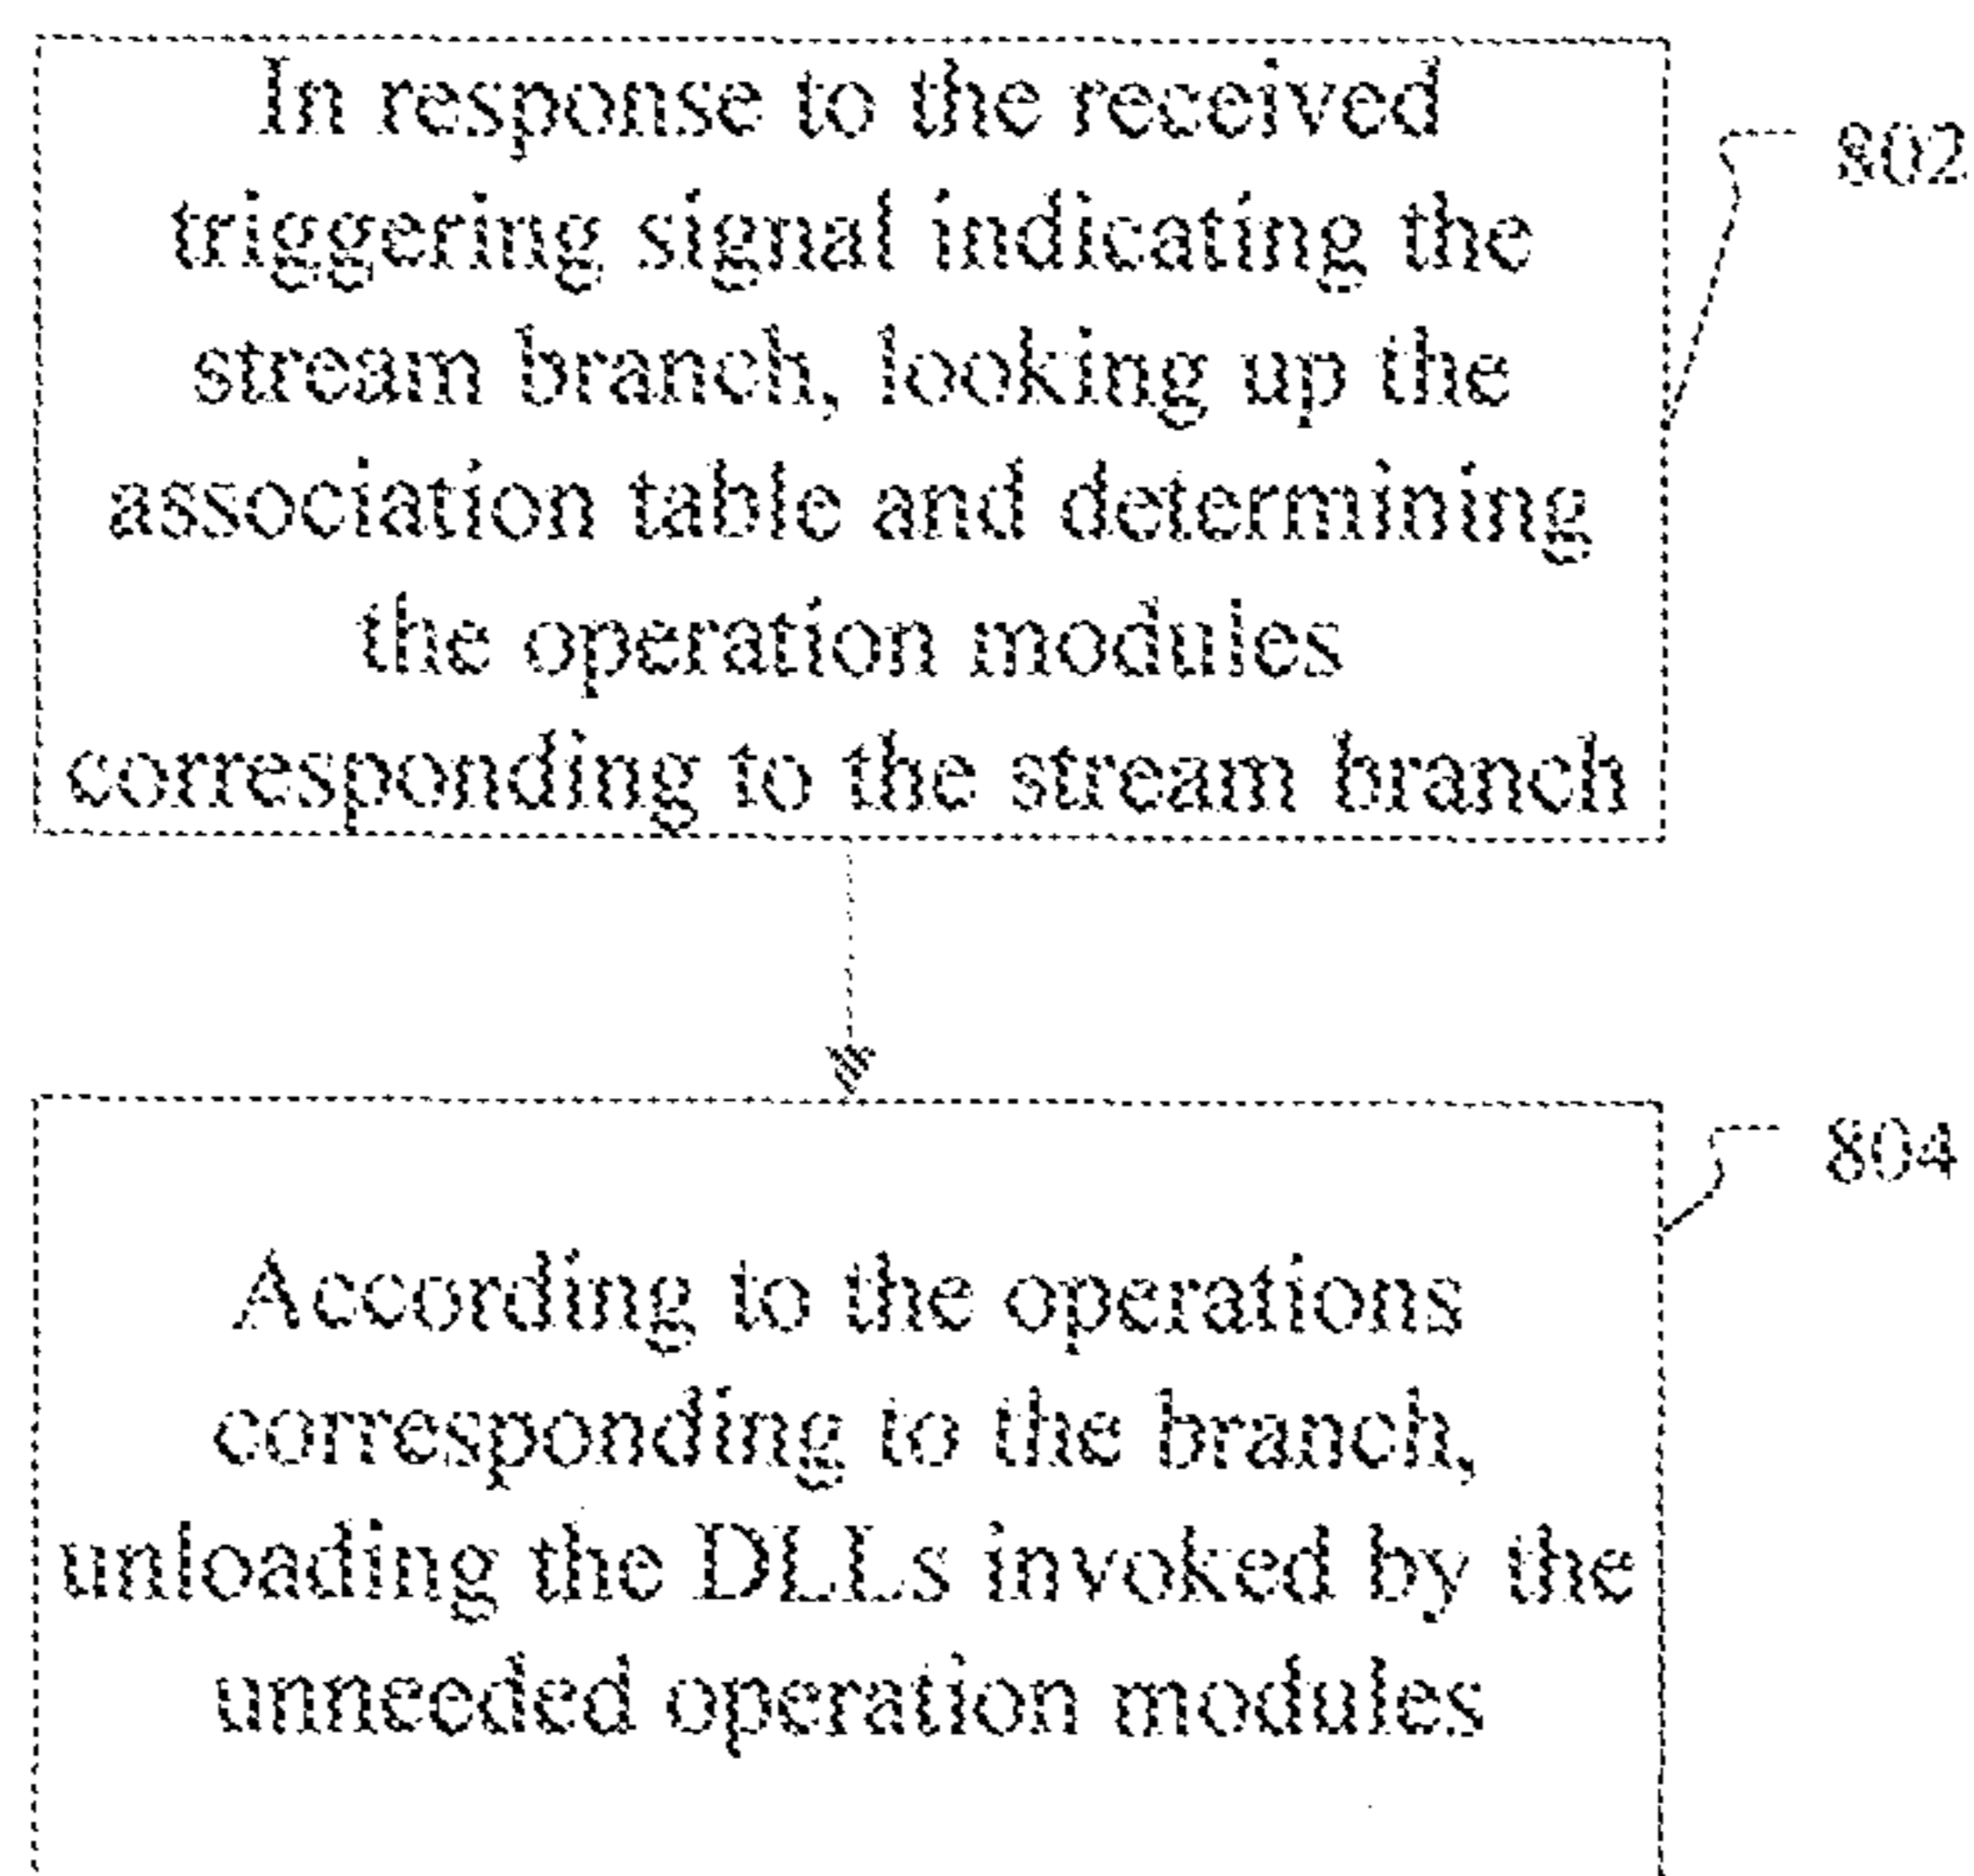 In response to the received
triggering signal indicating the
stream branch, looking up the
association table and determining
the operation modules
corresponding to the stream branch
802
According to the operations
corresponding to the branch,
unloading the DLLs invoked by the
unneeded operation modules
804